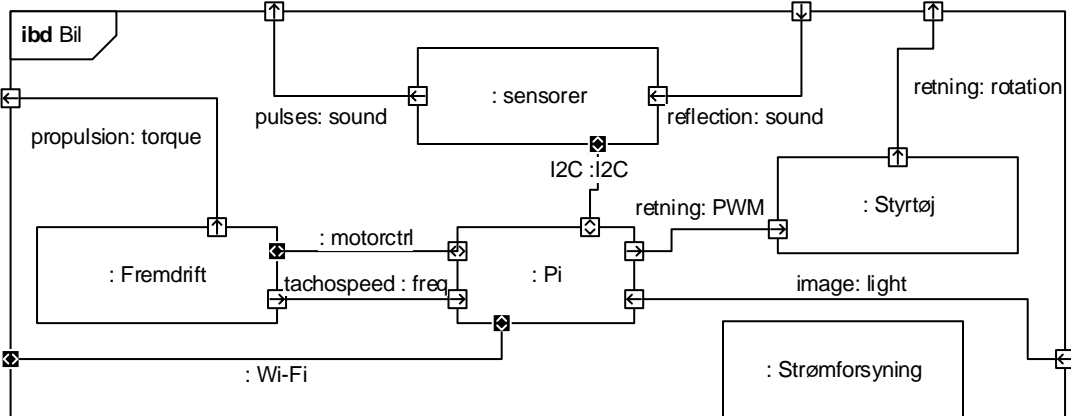 ibd Bil
: sensorer
retning: rotation
pulses: sound
reflection: sound
propulsion: torque
I2C :I2C
retning: PWM
: Styrtøj
: motorctrl
: Fremdrift
tachospeed : freq
: Pi
image: light
: Wi-Fi
: Strømforsyning